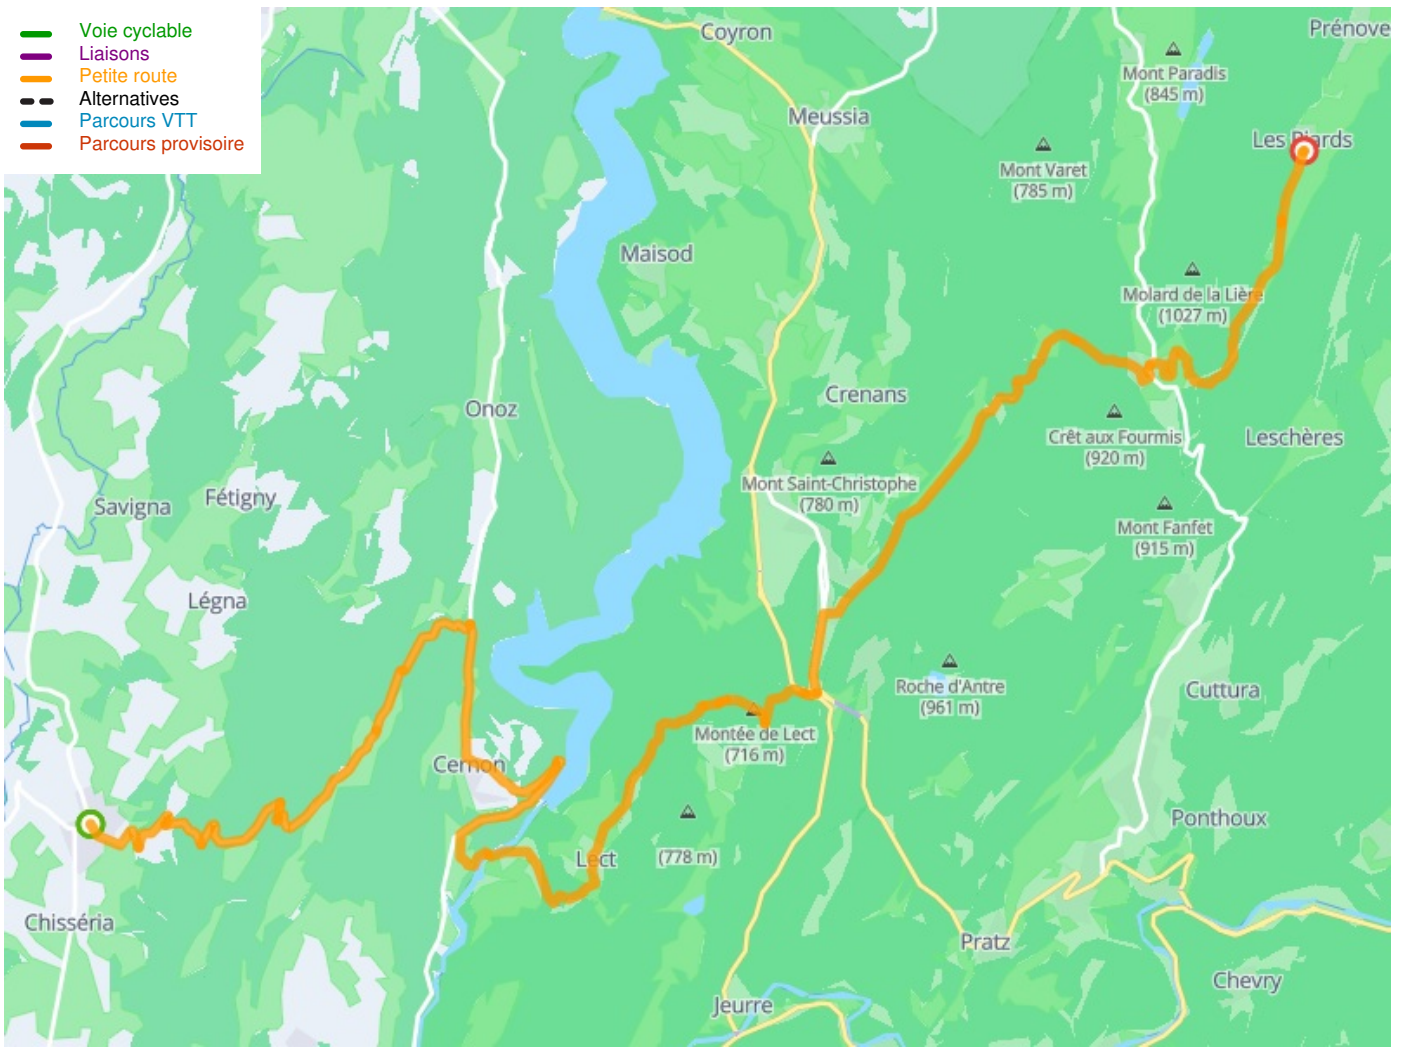 Voie cyclable
Liaisons
Petite route
Alternatives
Parcours VTT
Parcours provisoire
Coyron
Prénove
Mont Paradis
(845 m)
Meussia
Les Piards
Mont Varet
(785 m)
Maisod
Molard de la Lière
(1027 m)
Crenans
Onoz
Crêt aux Fourmis
(920 m)
Leschères
Mont Saint-Christophe
(780 m)
Fétigny
Savigna
Mont Fanfet
(915 m)
Légna
Roche d'Antre
(961 m)
Cuttura
Montée de Lect
(716 m)
Cernon
Ponthoux
Lect
(778 m)
Chisséria
Pratz
Chevry
Jeurre